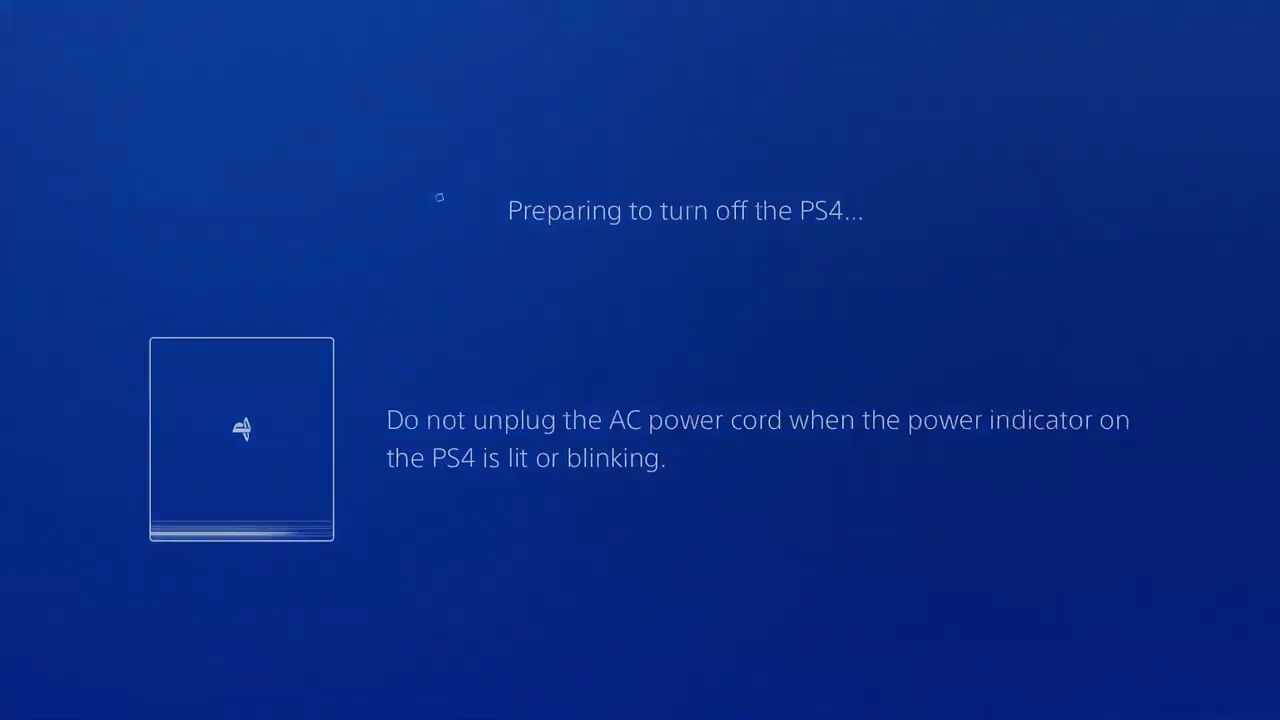 Preparing to turn off the PS4...
Do not unplug the AC power cord when the power indicator on
the PS4 is lit or blinking.